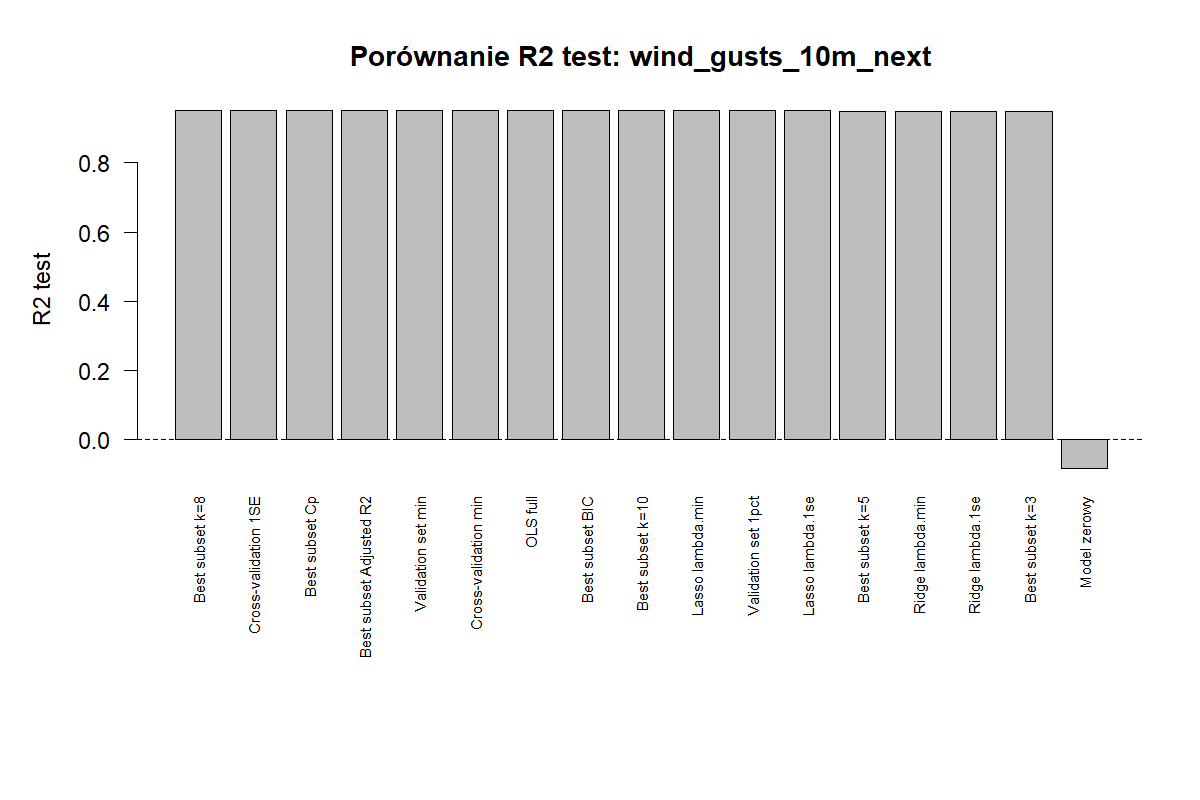 Porównanie R2 test: wind_gusts_10m_next
R2 test
0.8
0.6
0.4
0.2
0.0
Best subset k=8
Cross-validation 1SE
Best subset Cp
Best subset Adjusted R2
Validation set min
Cross-validation min
OLS full
Best subset BIC
Best subset k=10
Lasso lambda.min
Validation set 1pct
Lasso lambda.1se
Best subset k=5
Ridge lambda.min
Ridge lambda.1se
Best subset k=3
Model zerowy